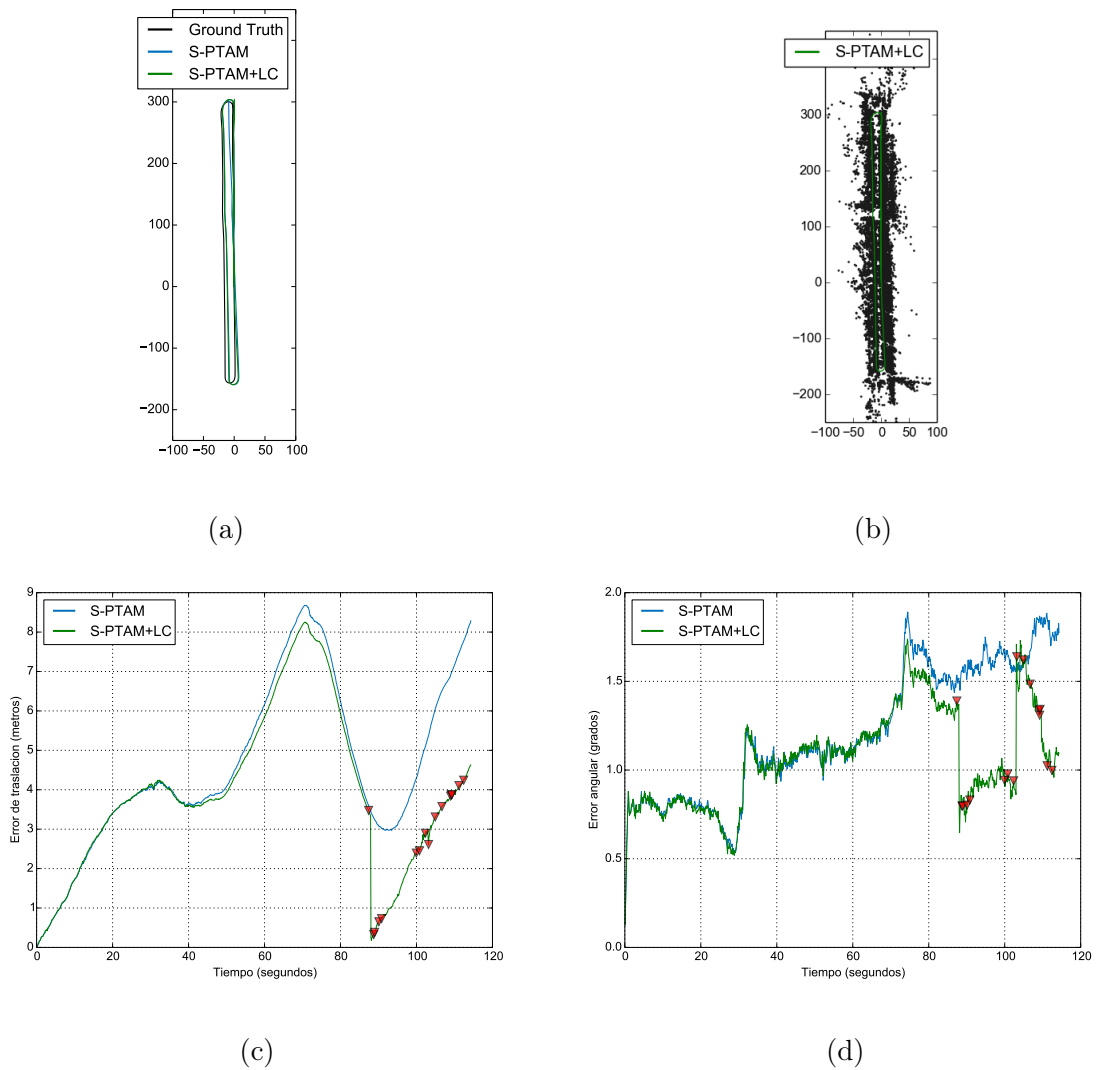 Ground Truth
S-PTAM
S-PTAM+LC
300
200
100
0
−100
−200
−100 −50 0 50 100
(a)
S-PTAM+LC
300
200
100
0
−100
−200
−100 −50 0 50 100
(b)
S-PTAM
S-PTAM+LC
Error de traslacion (metros)
9
8
7
6
5
4
3
2
1
0
0 20 40 60 80 100 120
Tiempo (segundos)
(c)
S-PTAM
S-PTAM+LC
Error angular (grados)
2.0
1.5
1.0
0.5
0.0
0 20 40 60 80 100 120
Tiempo (segundos)
(d)